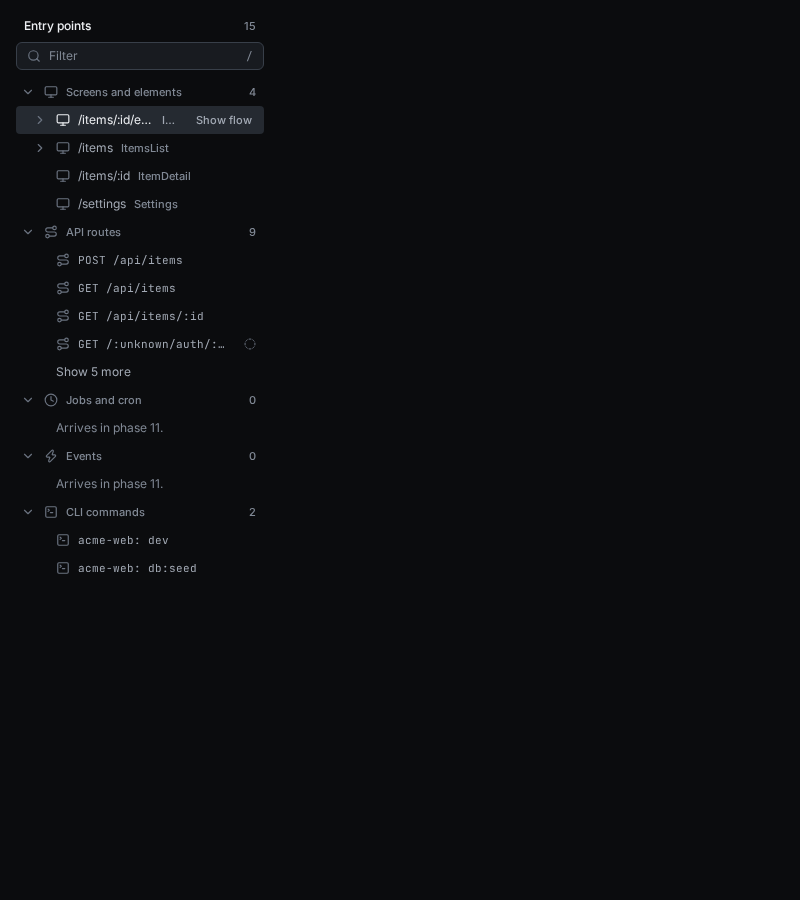 Entry points 15
Filter /
Screens and elements 4
/items/:id/e... I... Show flow
/items ItemsList
/items/:id ItemDetail
/settings Settings
API routes 9
POST /api/items
GET /api/items
GET /api/items/:id
GET /:unknown/auth/:…
Show 5 more
Jobs and cron 0
Arrives in phase 11.
Events 0
Arrives in phase 11.
CLI commands 2
acme-web: dev
acme-web: db:seed